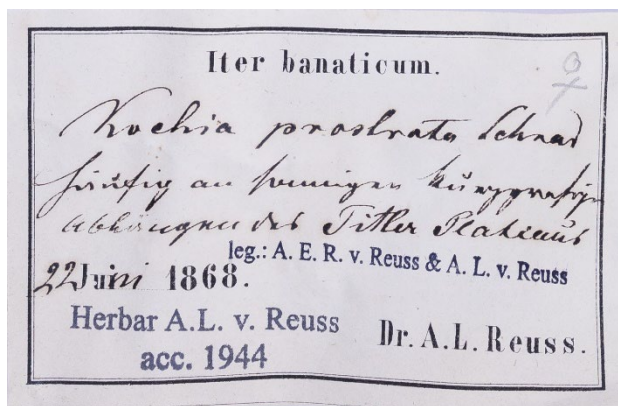 Iter banaticum.
Kochia prostrata Schrad
häufig an sonnigen kurzgrasigen
Abhängen des Titler Plateaus
leg.: A. E. R. v. Reuss & A. L. v. Reuss
22 Juni 1868.
Herbar A.L. v. Reuss
acc. 1944
Dr. A. L. Reuss.